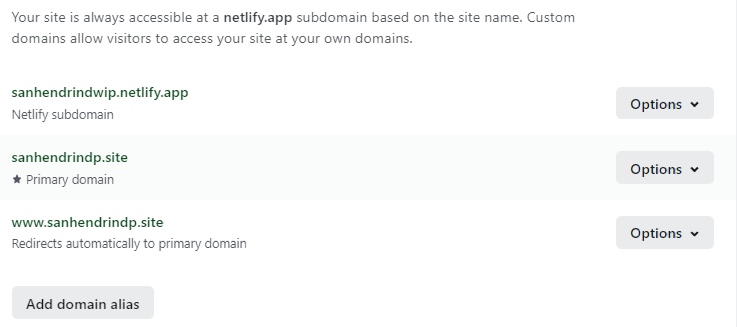 Your site is always accessible at a netlify.app subdomain based on the site name. Custom
domains allow visitors to access your site at your own domains.
sanhendrindwip.netlify.app
Netlify subdomain
Options
sanhendrindp.site
★ Primary domain
Options
www.sanhendrindp.site
Redirects automatically to primary domain
Options
Add domain alias